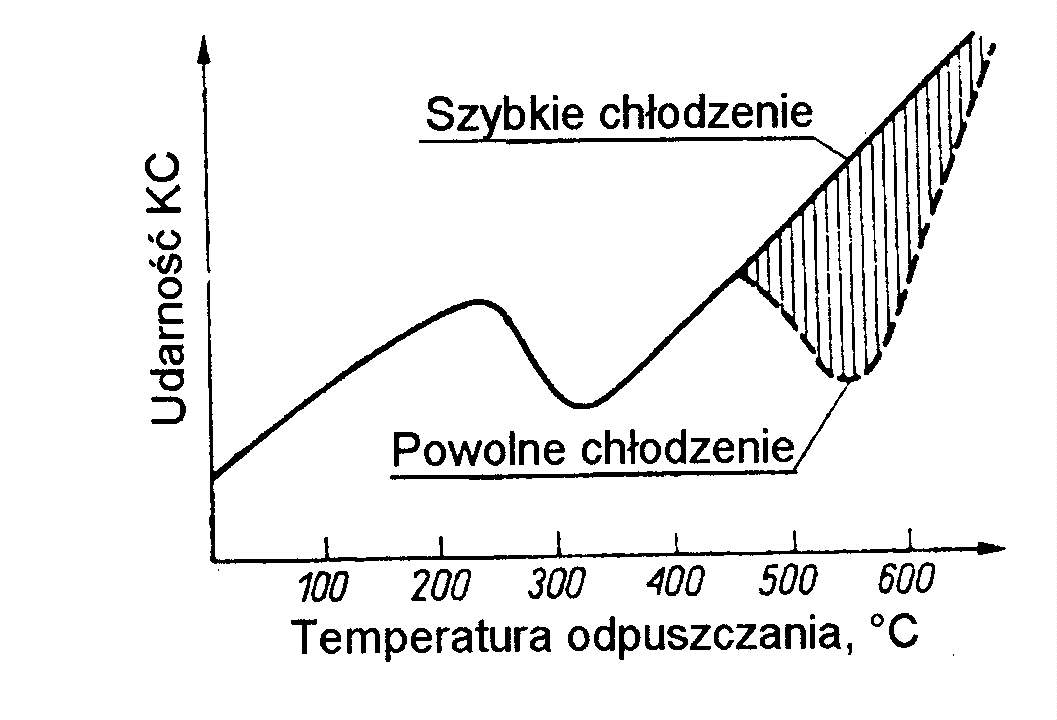 Szybkie chłodzenie
Udarność KC
Powolne chłodzenie
100 200 300 400 500 600
Temperatura odpuszczania, °C